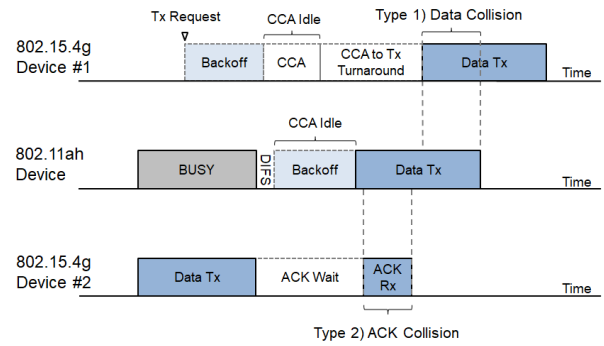 Type 1) Data Collision
Tx Request
CCA Idle
802.15.4g
Device #1
Backoff
CCA
CCA to Tx
Turnaround
Data Tx
Time
CCA Idle
802.11ah
Device
BUSY
DIFS
Backoff
Data Tx
Time
802.15.4g
Device #2
Data Tx
ACK Wait
ACK
Rx
Time
Type 2) ACK Collision